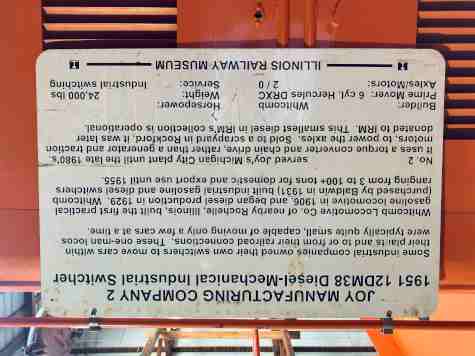 JOY MANUFACTURING COMPANY 2
1951 12DM38 Diesel-Mechanical Industrial Switcher
Some industrial companies owned their own switchers to move cars within
their plants and to or from their railroad connections. These one-man locos
were typically quite small, capable of moving only a few cars at a time.
Whitcomb Locomotive Co. of nearby Rochelle, Illinois, built the first practical
gasoline locomotive in 1906, and began diesel production in 1929. Whitcomb
(purchased by Baldwin in 1931) built industrial gasoline and diesel switchers
ranging from 3 to 100+ tons for domestic and export use until 1955.
No. 2 served Joy's Michigan City plant until the late 1980's.
It uses a torque converter and chain drive, rather than a generator and traction
motors, to power the axles. Sold to a scrapyard in Rockford, it was later
donated to IRM. This smallest diesel in IRM's collection is operational.
Builder: Whitcomb Horsepower:
Prime Mover: 6 cyl. Hercules DRXC Weight: 24,000 lbs
Axles/Motors: 2 / 0 Service: Industrial switching
ILLINOIS RAILWAY MUSEUM